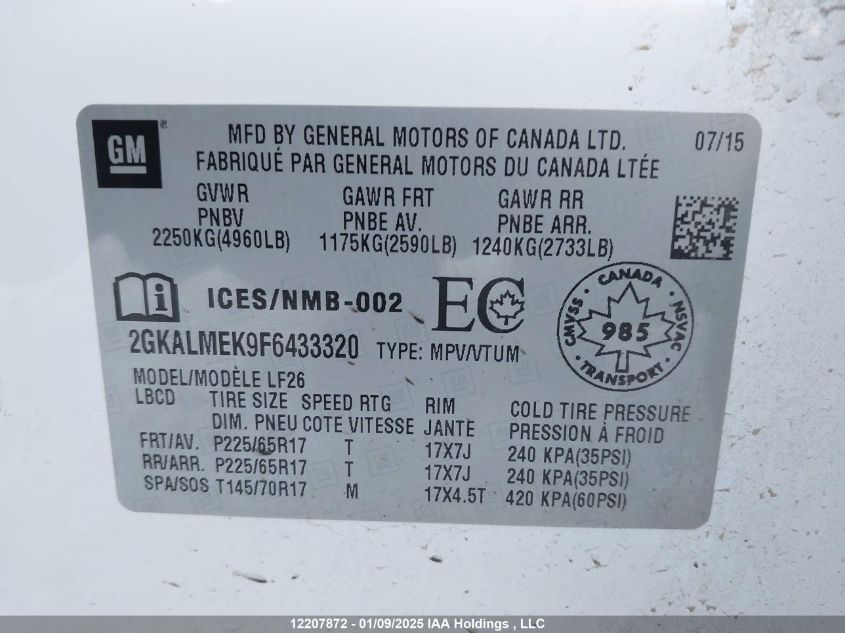 GM ®
MFD BY GENERAL MOTORS OF CANADA LTD. 07/15
FABRIQUÉ PAR GENERAL MOTORS DU CANADA LTÉE
GVWR GAWR FRT GAWR RR
PNBV PNBE AV. PNBE ARR.
2250KG(4960LB) 1175KG(2590LB) 1240KG(2733LB)
ICES/NMB-002 EC
CANADA
CMVSS 985 NSVAC
TRANSPORT
2GKALMEK9F6433320 TYPE: MPV/VTUM
MODEL/MODÈLE LF26
LBCD TIRE SIZE SPEED RTG RIM COLD TIRE PRESSURE
DIM. PNEU COTE VITESSE JANTE PRESSION À FROID
FRT/AV. P225/65R17 T 17X7J 240 KPA(35PSI)
RR/ARR. P225/65R17 T 17X7J 240 KPA(35PSI)
SPA/SOS T145/70R17 M 17X4.5T 420 KPA(60PSI)
12207872 - 01/09/2025 IAA Holdings , LLC